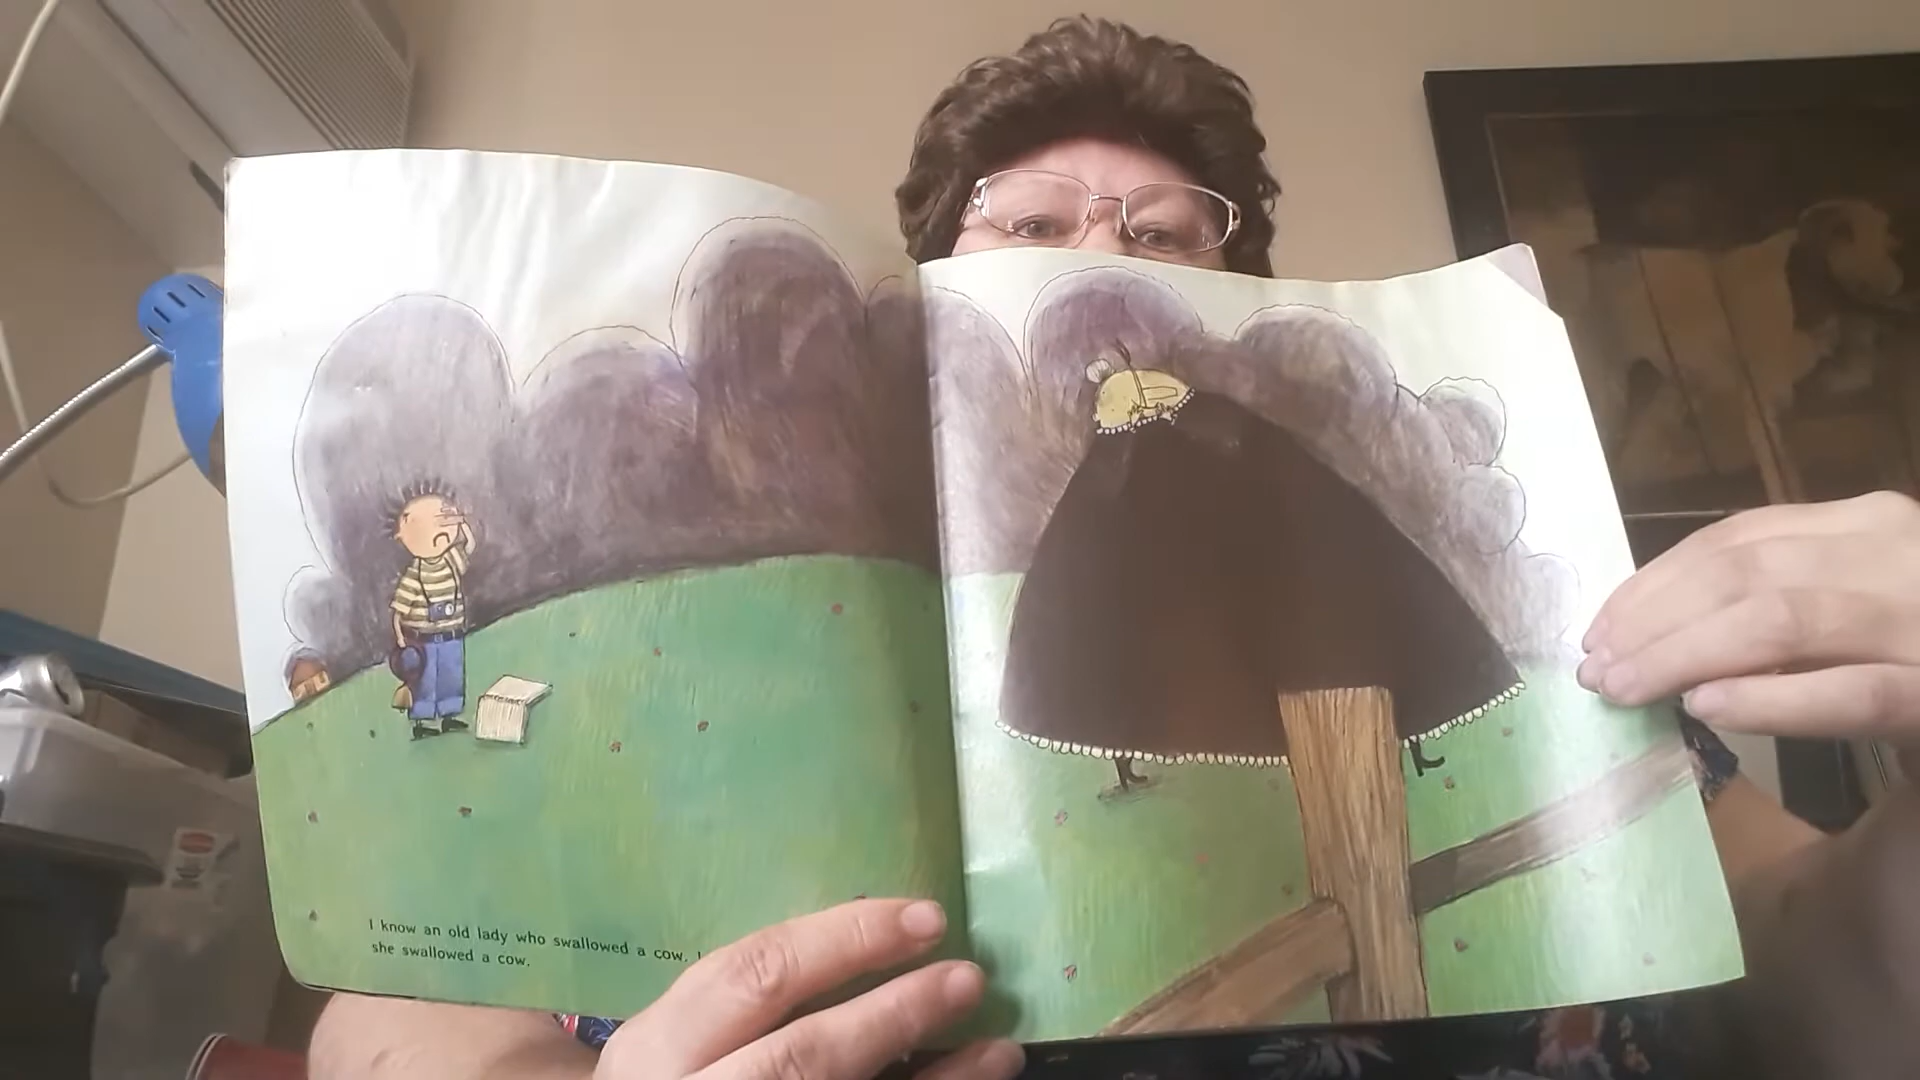 I know an old lady who swallowed a cow. I
she swallowed a cow.